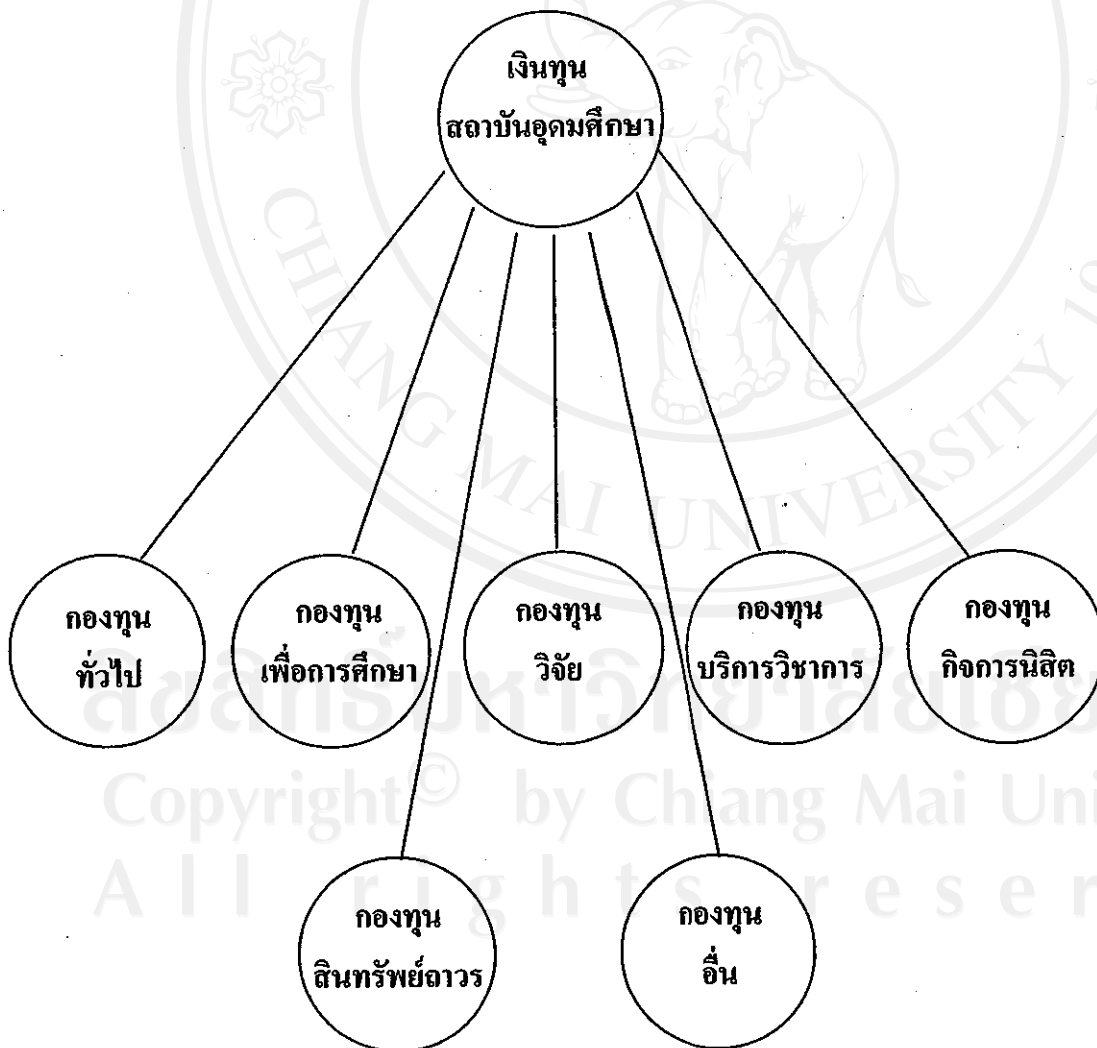 เงินทุน
สถาบันอุดมศึกษา
กองทุน
ทั่วไป
กองทุน
เพื่อการศึกษา
กองทุน
วิจัย
กองทุน
บริการวิชาการ
กองทุน
กิจการนิสิต
กองทุน
สินทรัพย์ถาวร
กองทุน
อื่น
CHIANG MAI UNIVERSITY
Copyright© by Chiang Mai
All rights